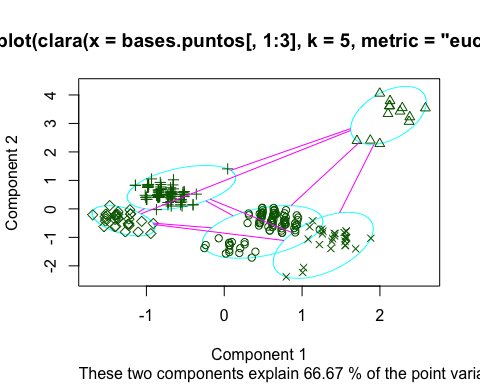 plot(clara(x = bases.puntos[, 1:3], k = 5, metric = "euc
Component 2
4
3
2
1
0
-1
-2
-1
0
1
2
Component 1
These two components explain 66.67 % of the point varia